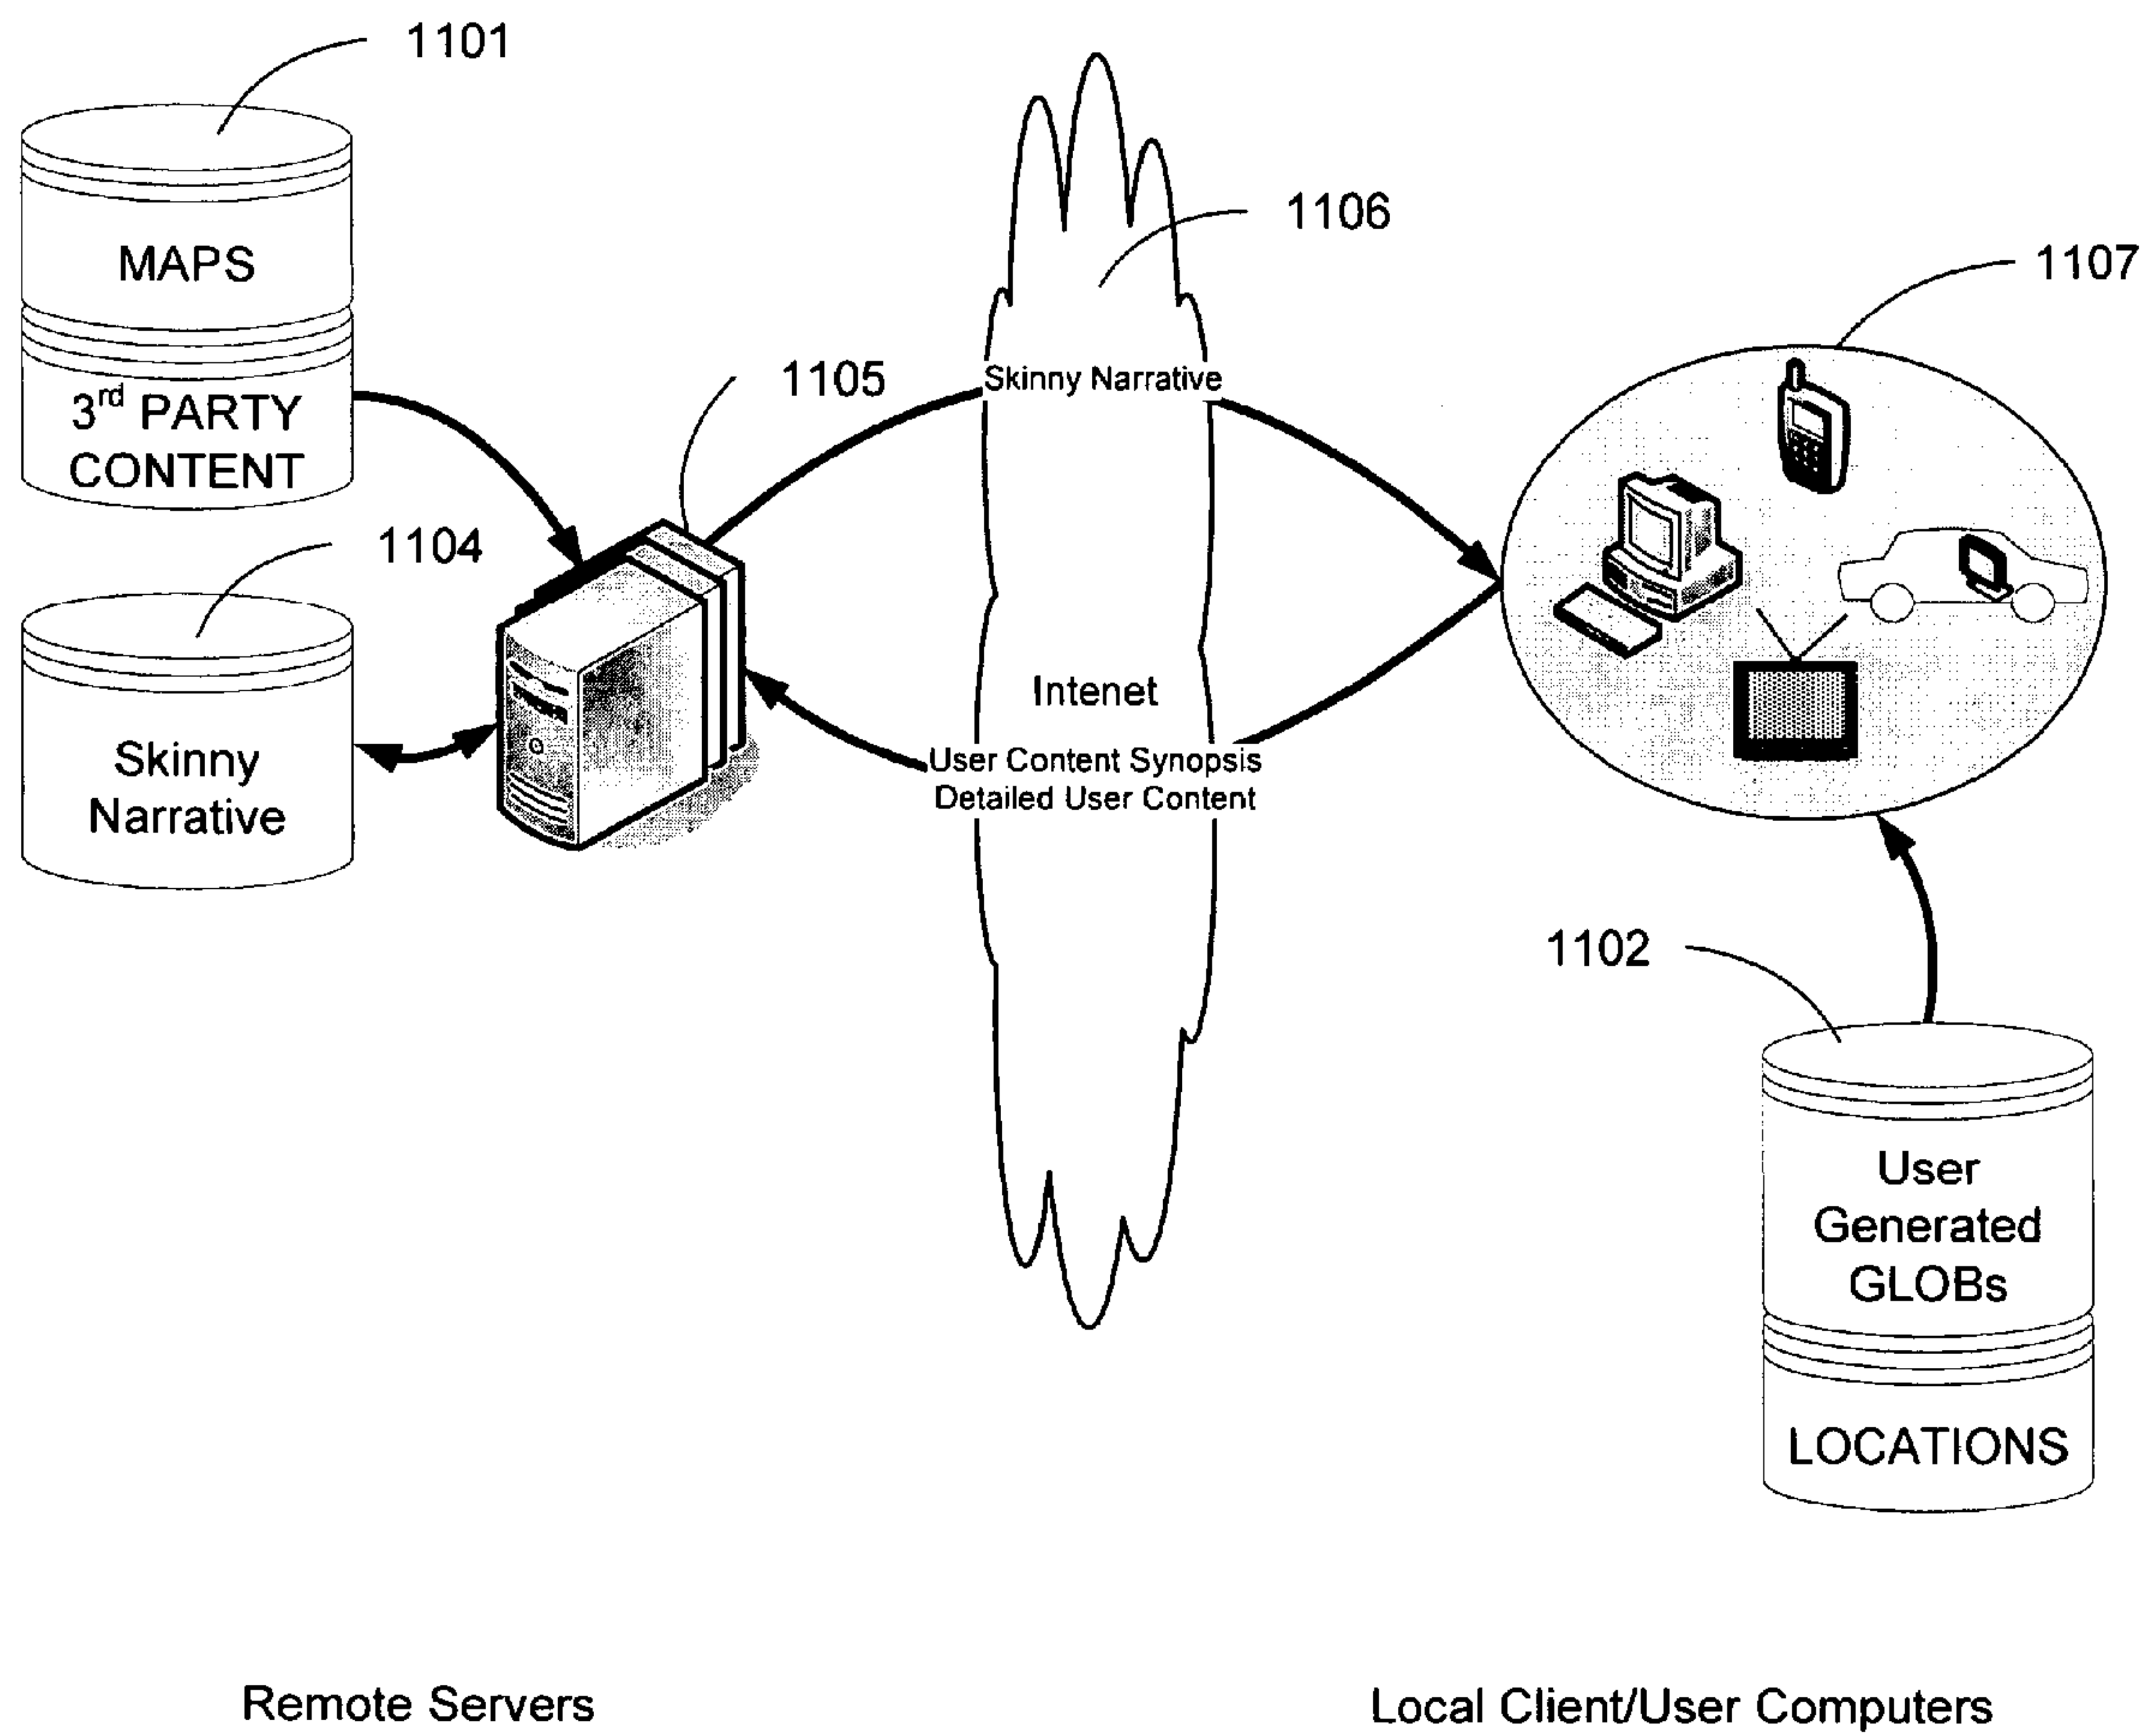 1101
MAPS
3rd PARTY
CONTENT
1104
Skinny
Narrative
1105
1106
Skinny Narrative
Intenet
User Content Synopsis
Detailed User Content
1107
1102
User
Generated
GLOBs
LOCATIONS
Remote Servers
Local Client/User Computers